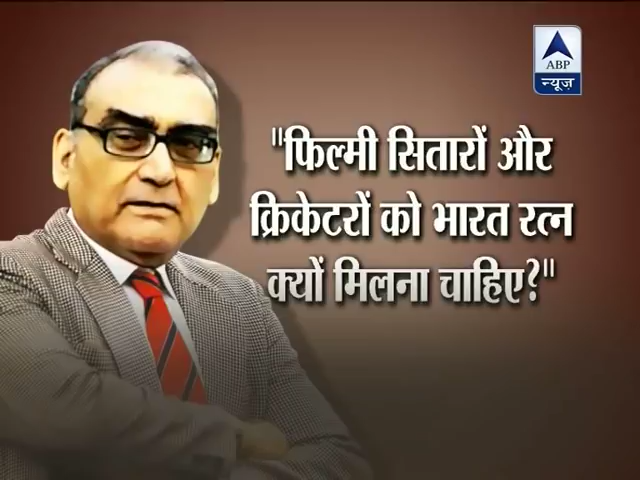 ABP
न्यूज़
"फिल्मी सितारों और
क्रिकेटरों को भारत रत्न
क्यों मिलना चाहिए?"